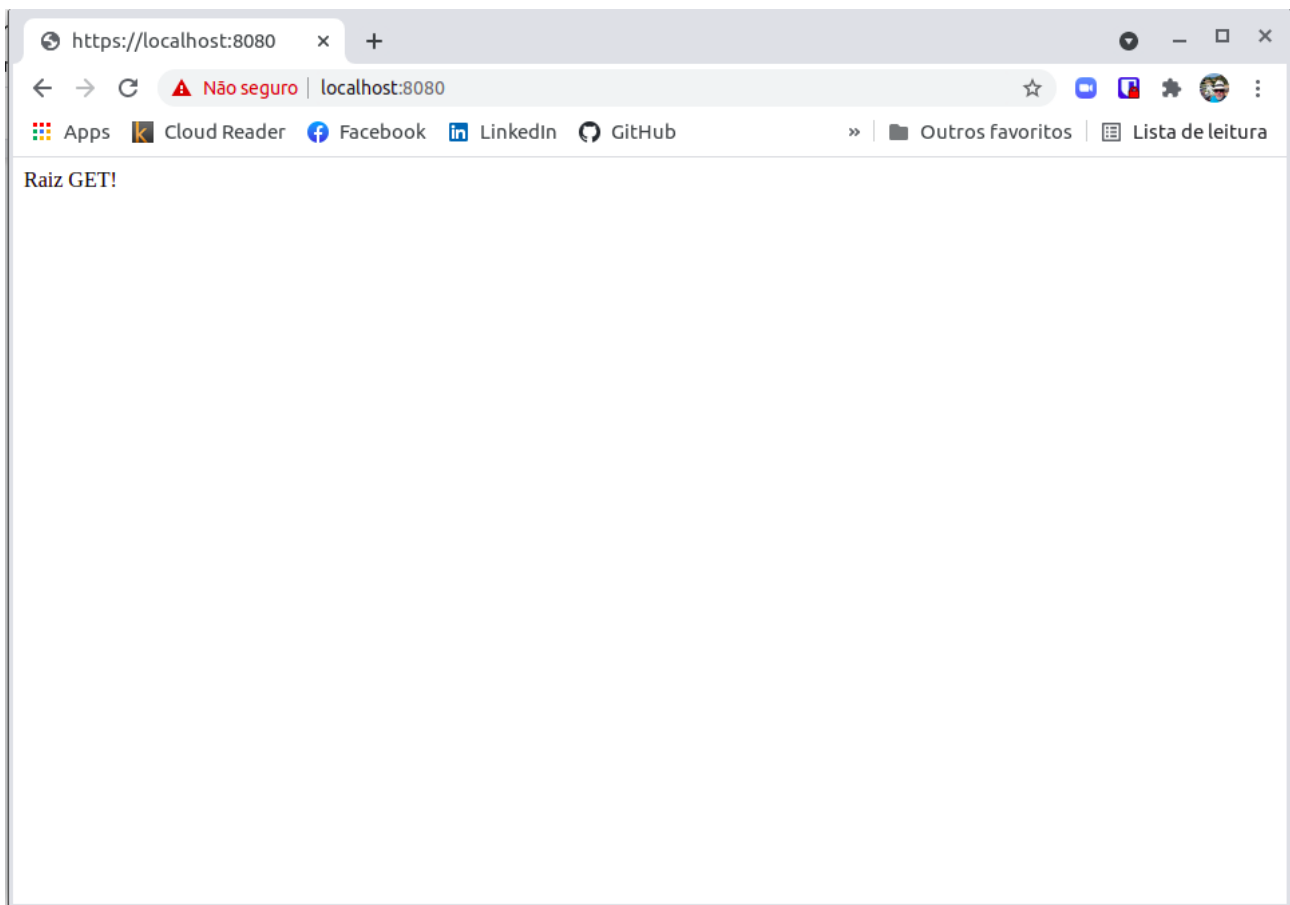 https://localhost:8080
Não seguro localhost:8080
Apps Cloud Reader Facebook LinkedIn GitHub » Outros favoritos Lista de leitura
Raiz GET!